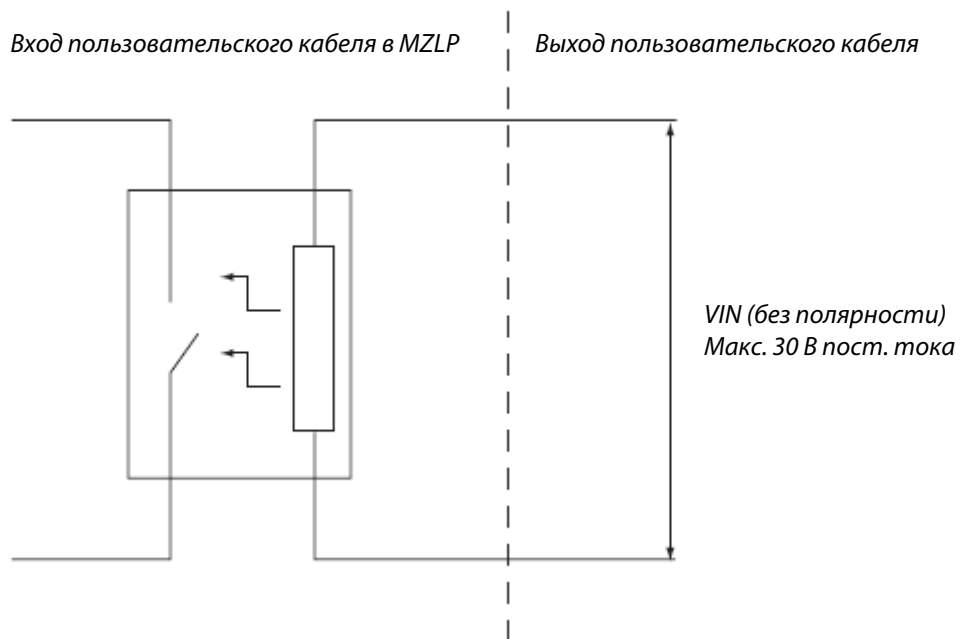 Вход пользовательского кабеля в MZLP
Выход пользовательского кабеля
VIN (без полярности)
Макс. 30 В пост. тока